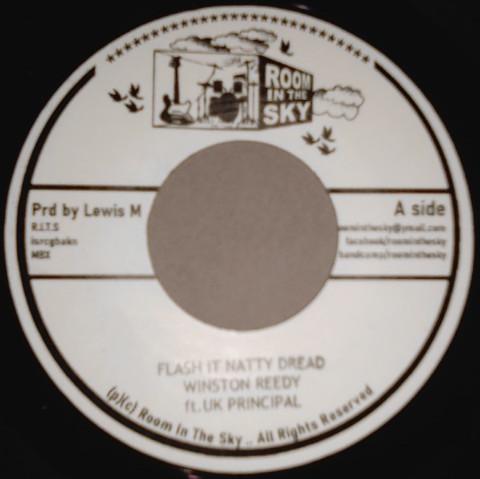 ROOM
IN THE
SKY
Prd by Lewis M
R.I.T.S
isrcgbakn
MBX
A side
roominthesky@ymail.com
facebook/roominthesky
bandcamp/roominthesky
FLASH IT NATTY DREAD
WINSTON REEDY
ft. UK PRINCIPAL
(p)(c) Room In The Sky .. All Rights Reserved